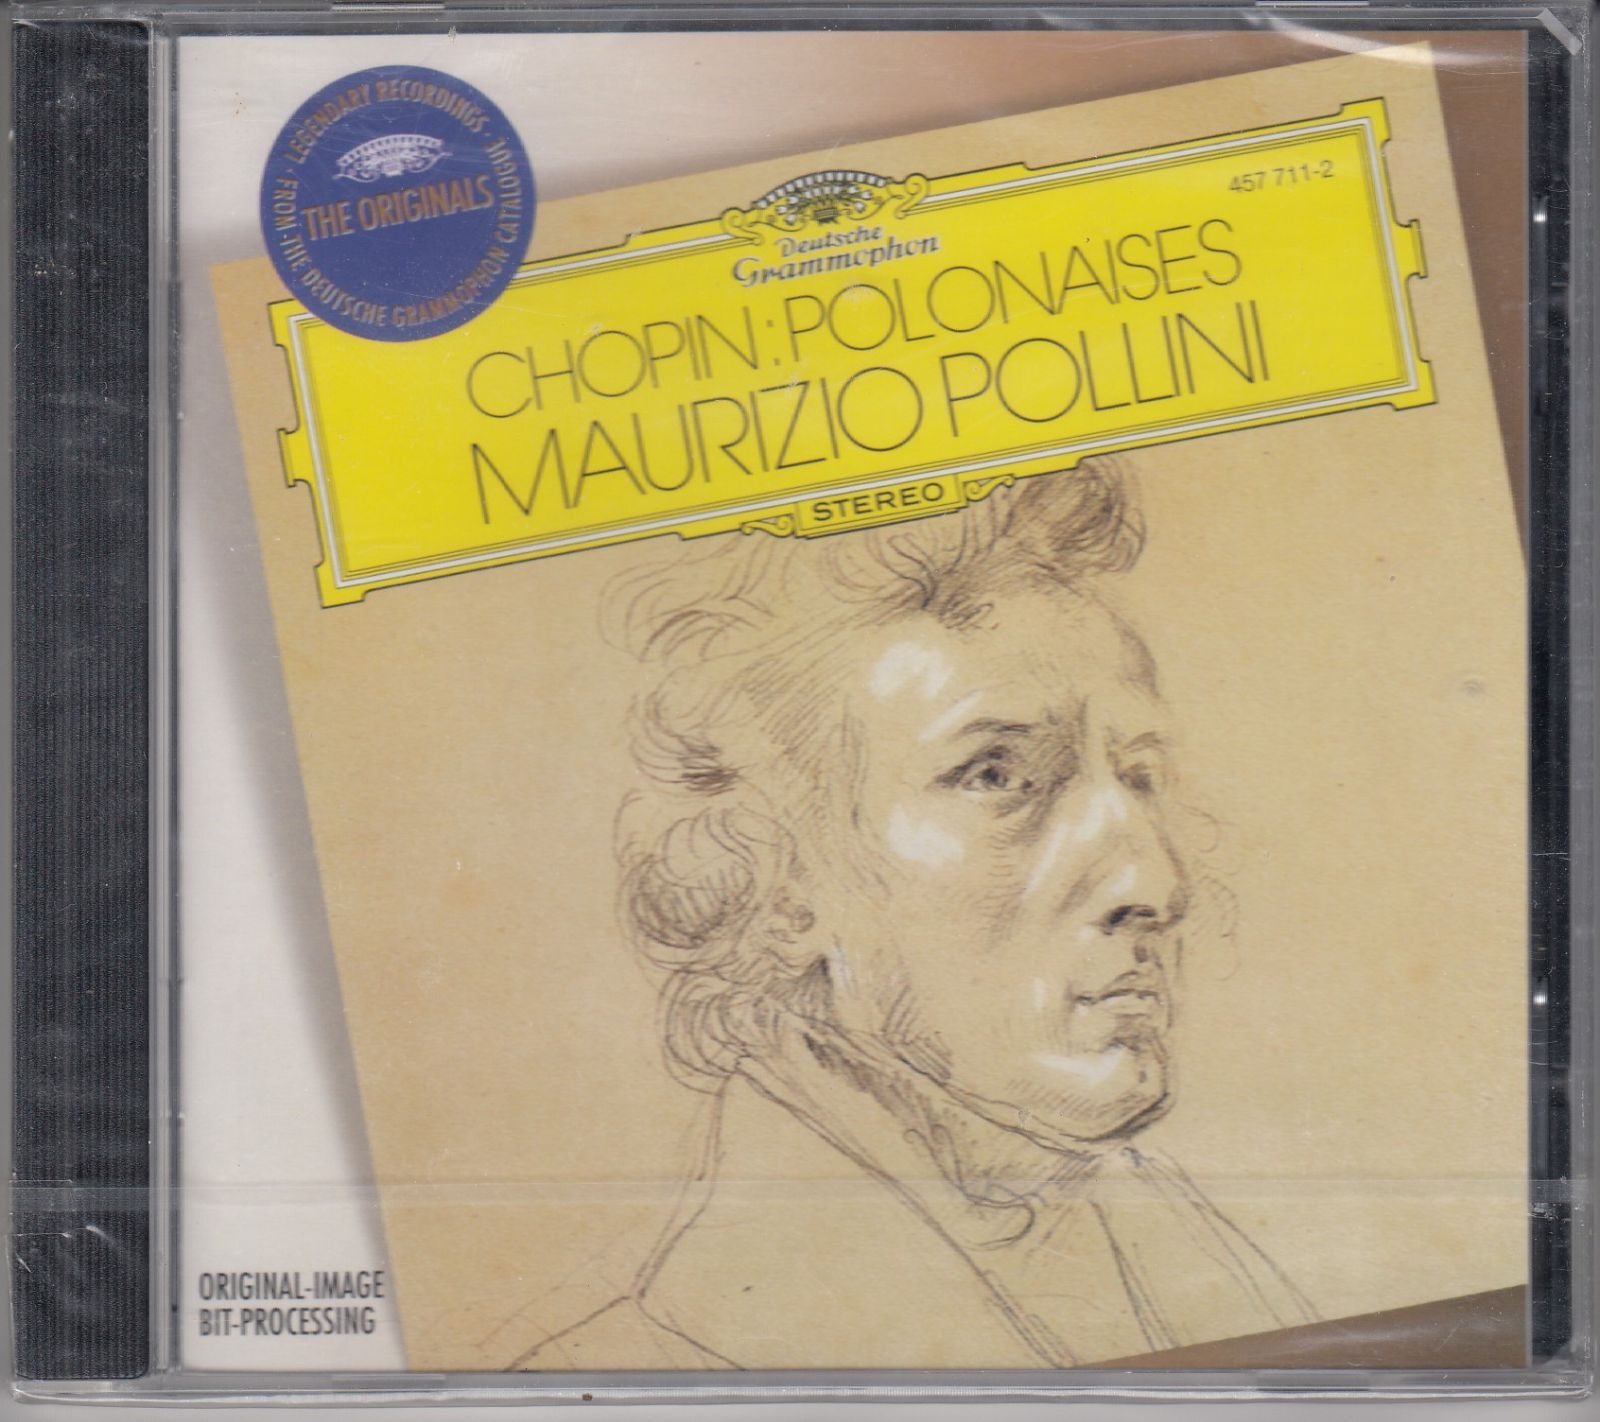 LEGENDARY RECORDINGS · FROM · THE DEUTSCHE GRAMMOPHON CATALOGUE ·
THE ORIGINALS
457 711-2
Deutsche
Grammophon
CHOPIN: POLONAISES
MAURIZIO POLLINI
STEREO
ORIGINAL-IMAGE
BIT-PROCESSING